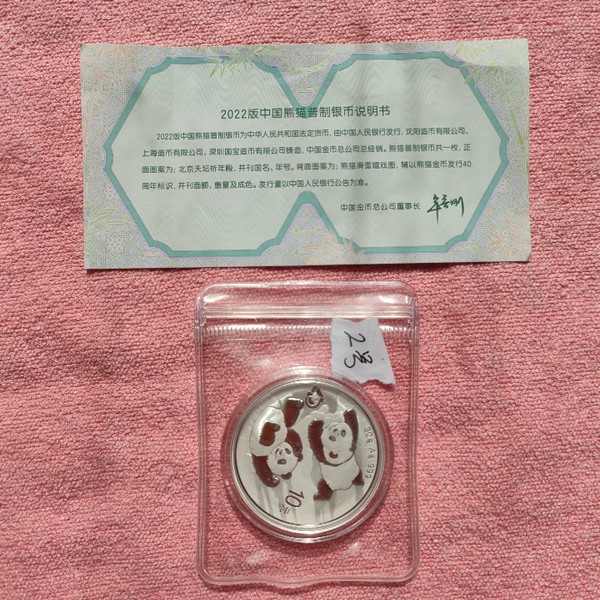 2022版中国熊猫普制银币说明书
2022版中国熊猫普制银币为中华人民共和国法定货币，由中国人民银行发行，沈阳造币有限公司、
上海造币有限公司、深圳国宝造币有限公司铸造，中国金币总公司总经销。熊猫普制银币共一枚，正
面图案为：北京天坛祈年殿，并刊国名、年号。背面图案为：熊猫滑雪嬉戏图，辅以熊猫金币发行40
周年标识，并刊面额、重量及成色。发行量以中国人民银行公告为准。
中国金币总公司董事长
2号
30g Ag .999
10元